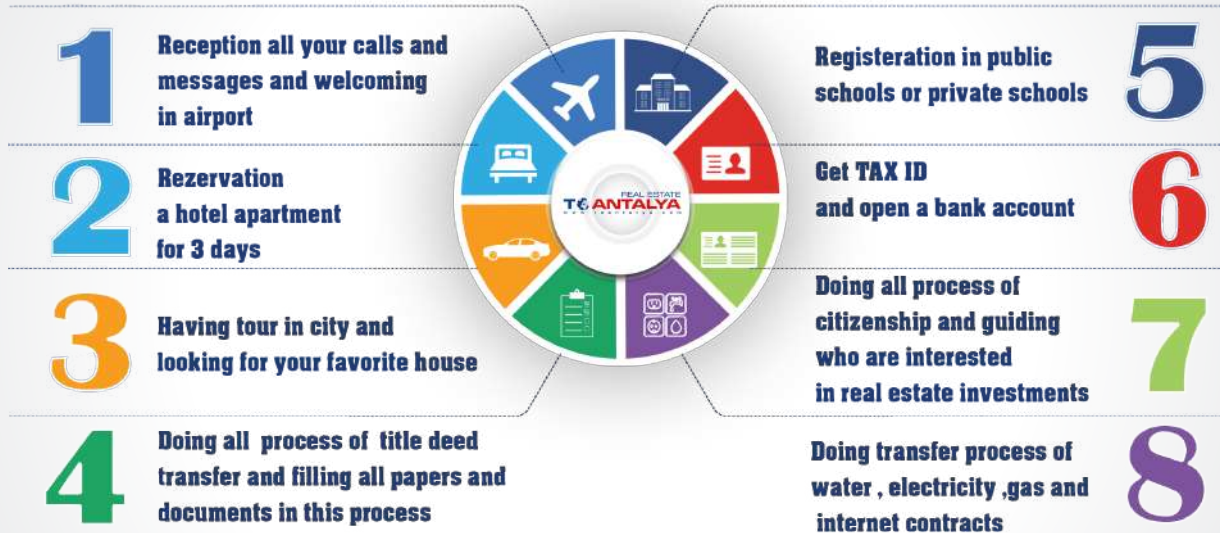 1
Reception all your calls and
messages and welcoming
in airport
2
Rezervation
a hotel apartment
for 3 days
3
Having tour in city and
looking for your favorite house
4
Doing all process of title deed
transfer and filling all papers and
documents in this process
REAL ESTATE
TO ANTALYA
5
Registeration in public
schools or private schools
6
Get TAX ID
and open a bank account
7
Doing all process of
citizenship and guiding
who are interested
in real estate investments
8
Doing transfer process of
water , electricity ,gas and
internet contracts